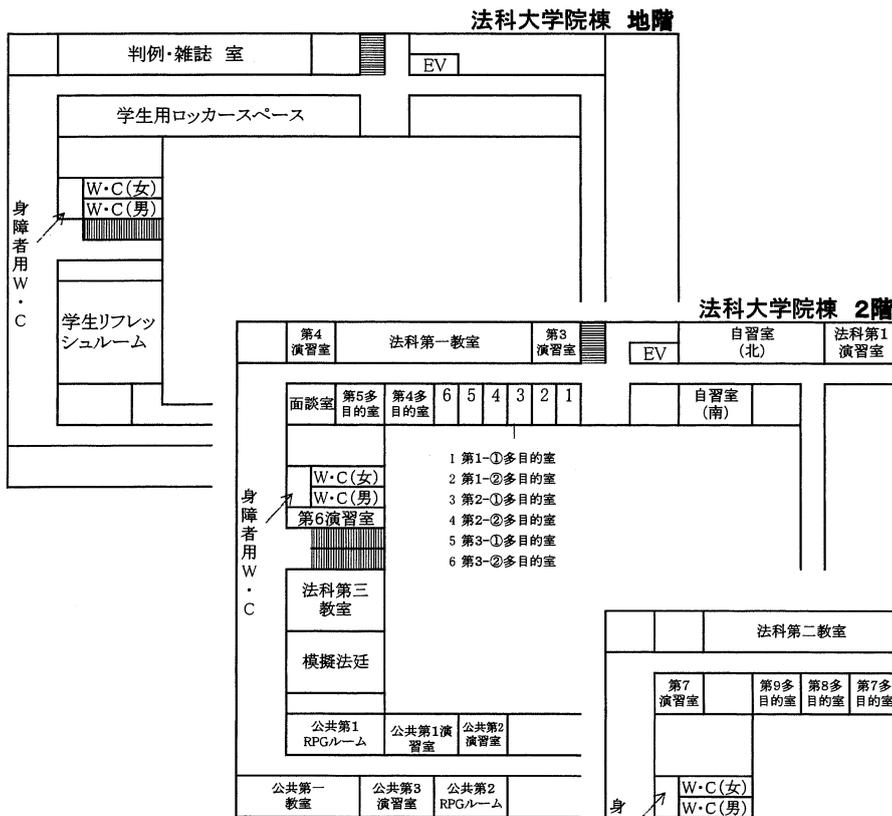 法科大学院棟 地階
判例・雑誌 室
EV
学生用ロッカースペース
W・C(女)
W・C(男)
身障者用W・C
学生リフレッ
シュルーム
法科大学院棟 2階
第4
演習室
法科第一教室
第3
演習室
EV
自習室
(北)
法科第1
演習室
面談室
第5多
目的室
第4多
目的室
6
5
4
3
2
1
自習室
(南)
1 第1-①多目的室
2 第1-②多目的室
3 第2-①多目的室
4 第2-②多目的室
5 第3-①多目的室
6 第3-②多目的室
W・C(女)
W・C(男)
第6演習室
身障者用W・C
法科第三
教室
模擬法廷
公共第1
RPGルーム
公共第1演
習室
公共第2
演習室
公共第一
教室
公共第3
演習室
公共第2
RPGルーム
法科第二教室
第7
演習室
第9多
目的室
第8多
目的室
第7多
目的室
W・C(女)
W・C(男)
身